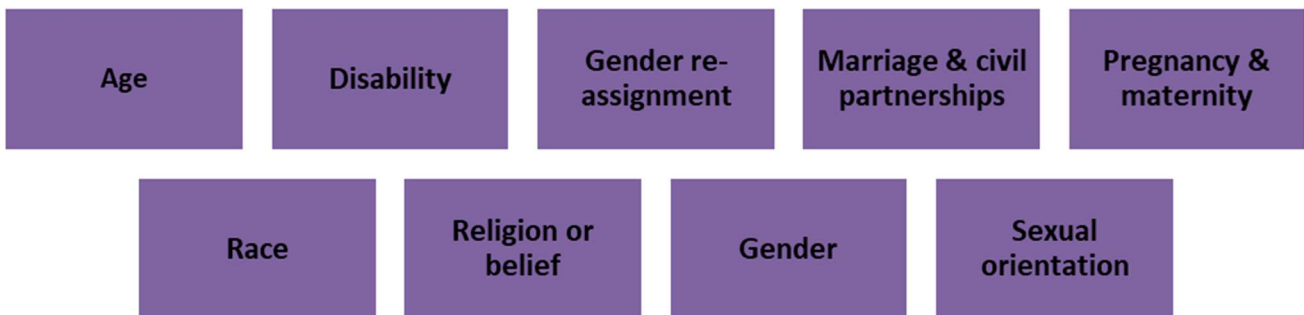 Age
Disability
Gender re-
assignment
Marriage & civil
partnerships
Pregnancy &
maternity
Race
Religion or
belief
Gender
Sexual
orientation